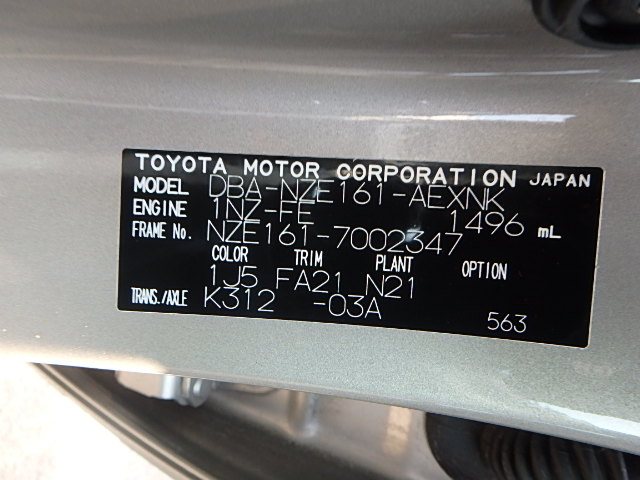 TOYOTA MOTOR CORPORATION JAPAN
MODEL DBA-NZE161-AEXNK
ENGINE 1NZ-FE 1496 mL
FRAME No. NZE161-7002347
COLOR TRIM PLANT OPTION
1J5 FA21 N21
TRANS./AXLE K312 -03A
563